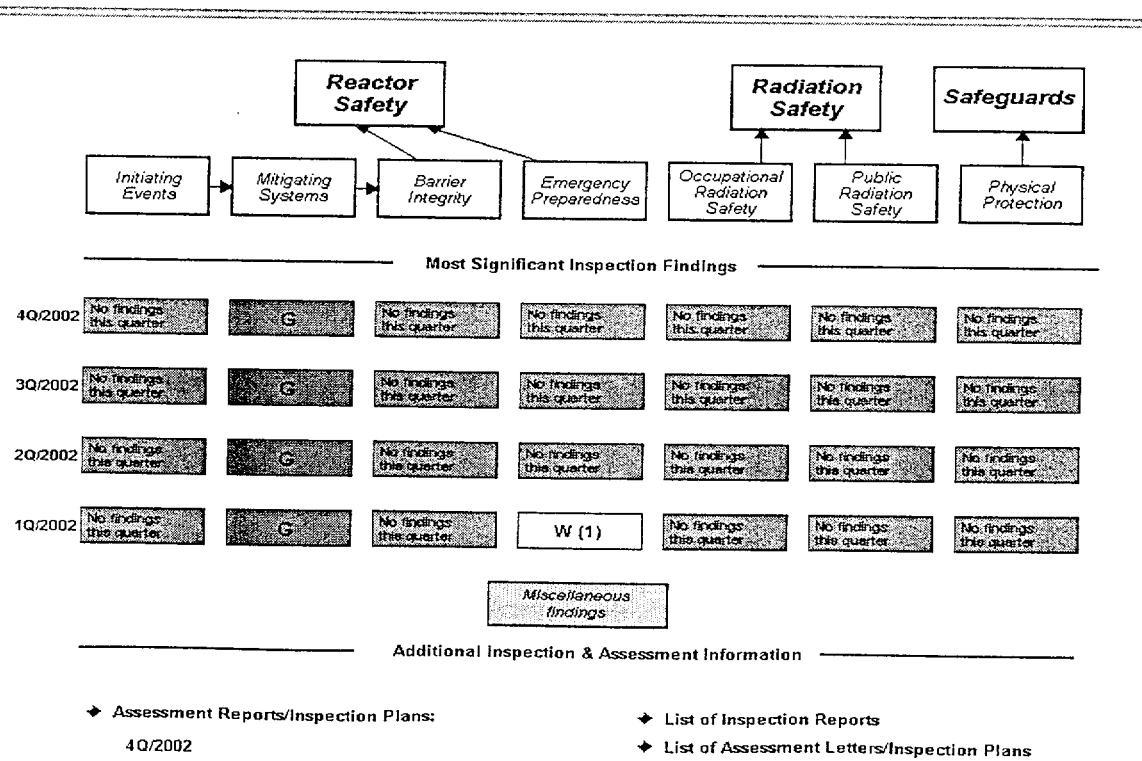 Reactor
Safety
Radiation
Safety
Safeguards
Initiating
Events
Mitigating
Systems
Barrier
Integrity
Emergency
Preparedness
Occupational
Radiation
Safety
Public
Radiation
Safety
Physical
Protection
Most Significant Inspection Findings
4Q/2002
No findings
this quarter
G
No findings
this quarter
No findings
this quarter
No findings
this quarter
No findings
this quarter
No findings
this quarter
3Q/2002
No findings
this quarter
G
No findings
this quarter
No findings
this quarter
No findings
this quarter
No findings
this quarter
No findings
this quarter
2Q/2002
No findings
this quarter
G
No findings
this quarter
No findings
this quarter
No findings
this quarter
No findings
this quarter
No findings
this quarter
1Q/2002
No findings
this quarter
G
No findings
this quarter
W (1)
No findings
this quarter
No findings
this quarter
No findings
this quarter
Miscellaneous
findings
Additional Inspection & Assessment Information
Assessment Reports/Inspection Plans:
4Q/2002
List of Inspection Reports
List of Assessment Letters/Inspection Plans